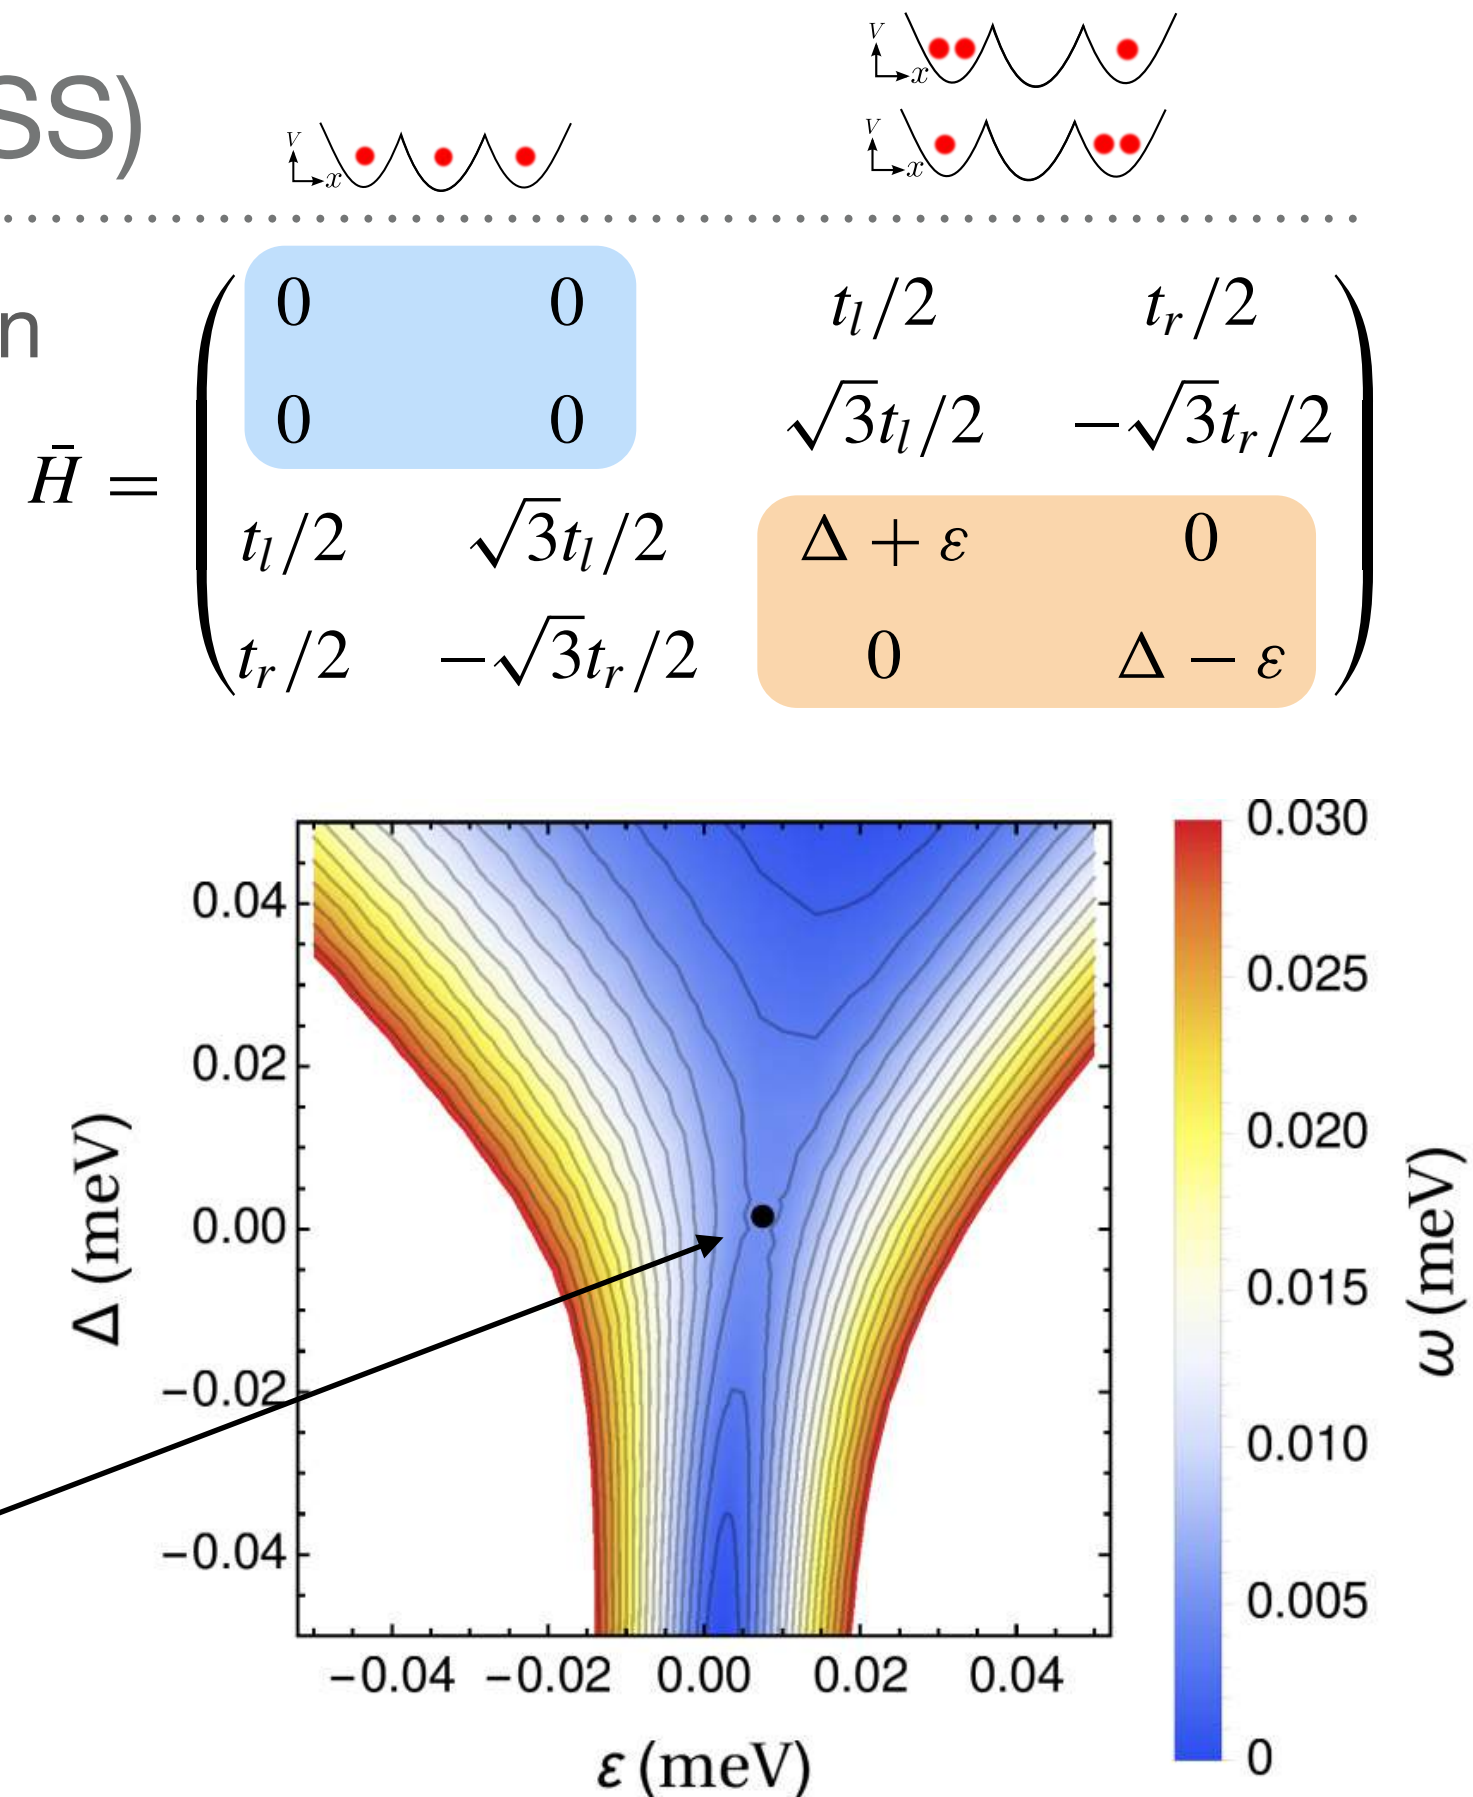 SS)
V
x
V
x
V
x
n
H̄ =
0 0 t_l/2 t_r/2
0 0 √3t_l/2 −√3t_r/2
t_l/2 √3t_l/2 Δ + ε 0
t_r/2 −√3t_r/2 0 Δ − ε
0.04
0.02
0.00
−0.02
−0.04
Δ (meV)
−0.04 −0.02 0.00 0.02 0.04
ε (meV)
0.030
0.025
0.020
0.015
0.010
0.005
0
ω (meV)